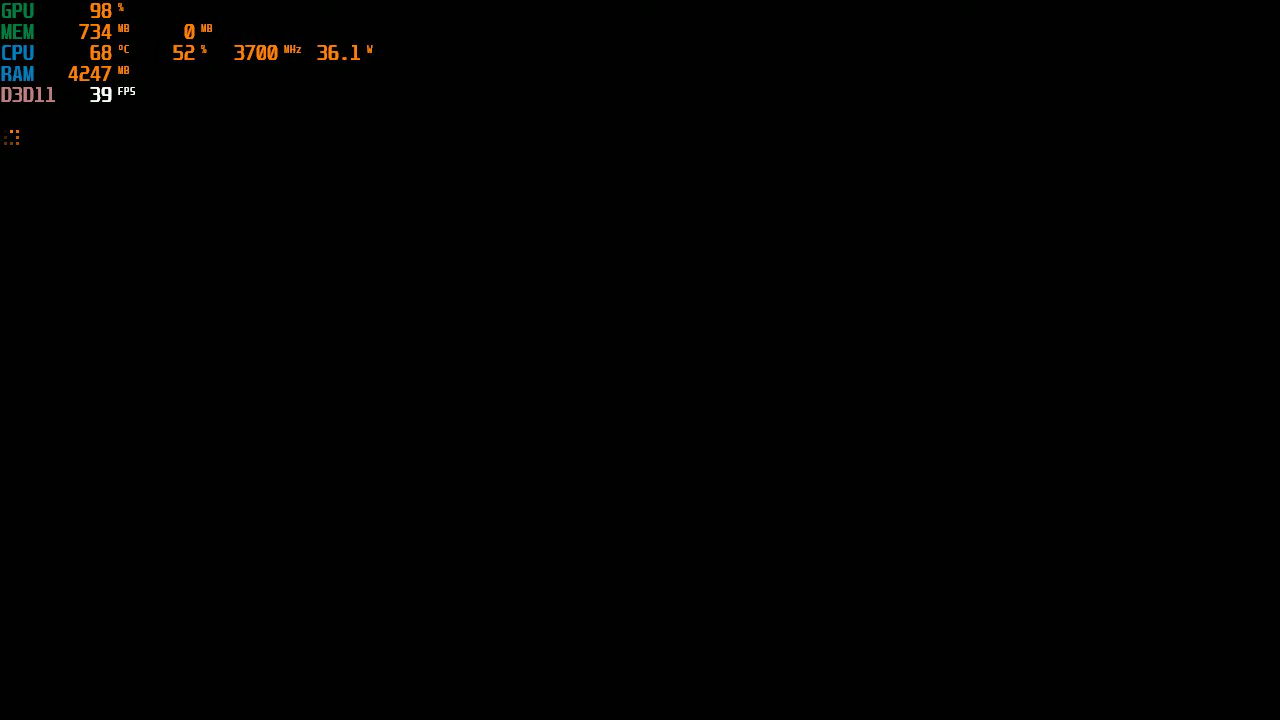 GPU 98 %
MEM 734 MB 0 MB
CPU 68 °C 52 % 3700 MHz 36.1 W
RAM 4247 MB
D3D11 39 FPS